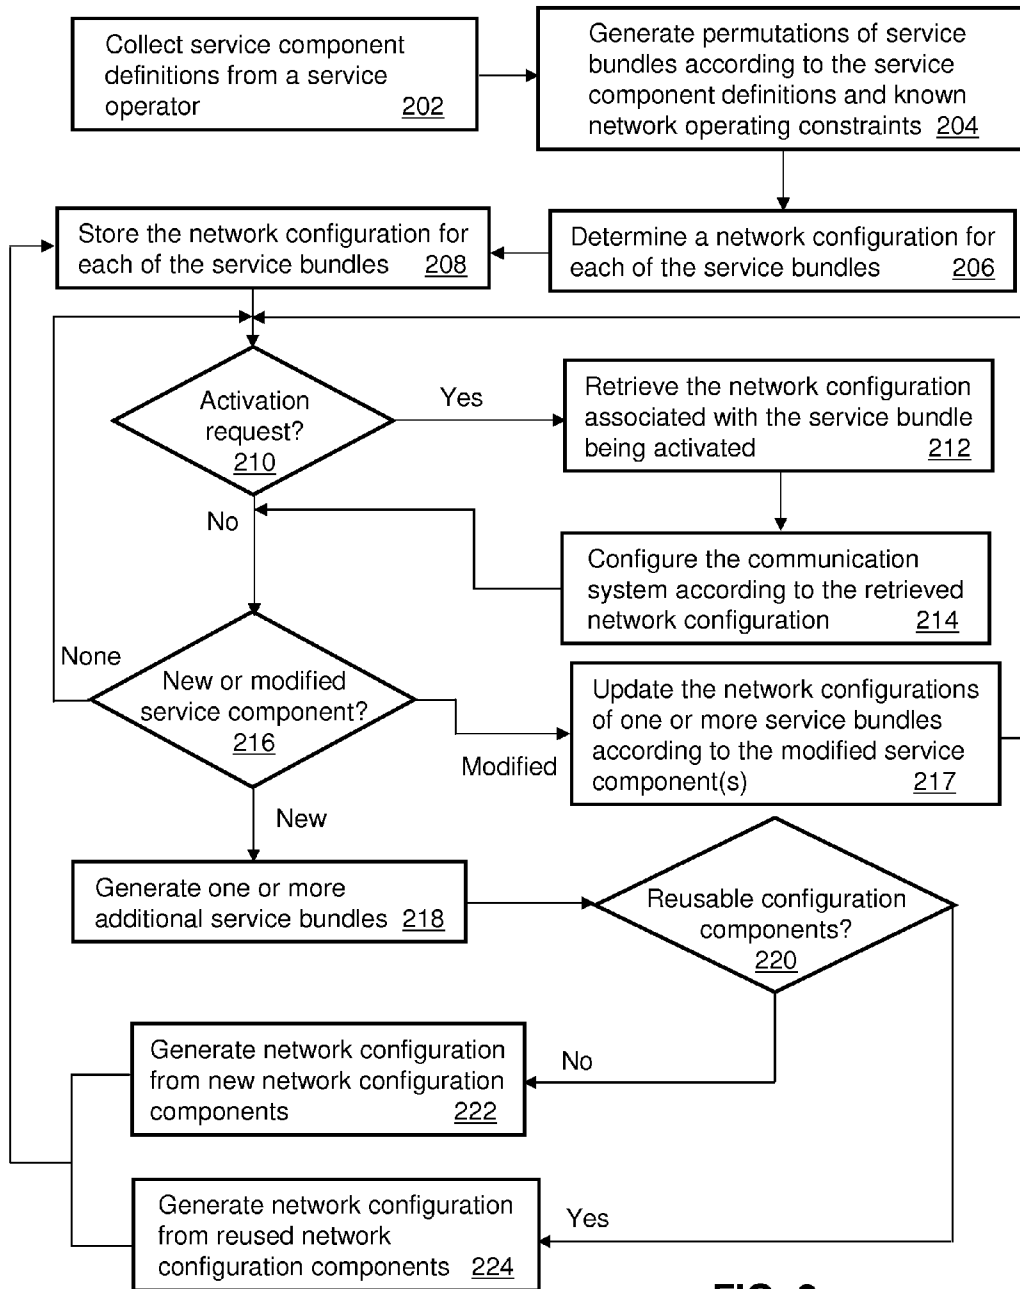 Collect service component
definitions from a service
operator 202
Generate permutations of service
bundles according to the service
component definitions and known
network operating constraints 204
Store the network configuration for
each of the service bundles 208
Determine a network configuration for
each of the service bundles 206
Activation
request?
210
Yes
Retrieve the network configuration
associated with the service bundle
being activated 212
No
Configure the communication
system according to the retrieved
network configuration 214
None
New or modified
service component?
216
Modified
Update the network configurations
of one or more service bundles
according to the modified service
component(s) 217
New
Generate one or more
additional service bundles 218
Reusable configuration
components?
220
Generate network configuration
from new network configuration
components 222
No
Generate network configuration
from reused network
configuration components 224
Yes